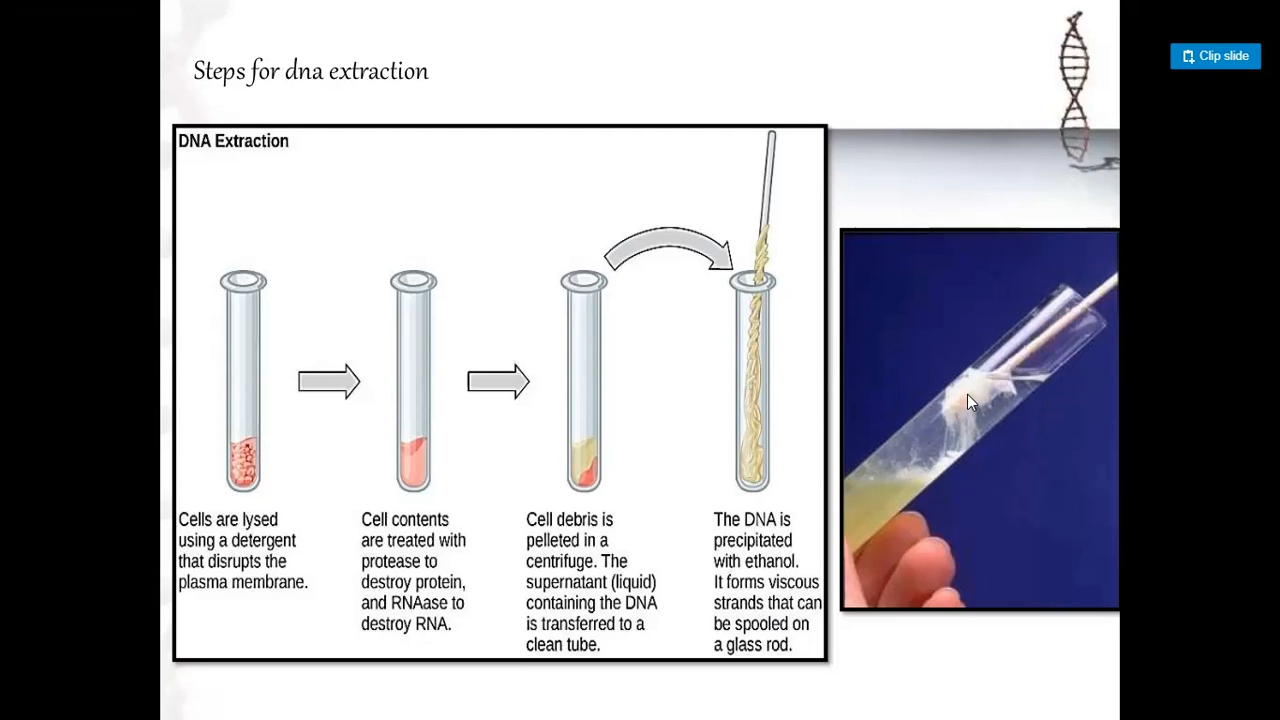 Clip slide
Steps for dna extraction
DNA Extraction
Cells are lysed
using a detergent
that disrupts the
plasma membrane.
Cell contents
are treated with
protease to
destroy protein,
and RNAase to
destroy RNA.
Cell debris is
pelleted in a
centrifuge. The
supernatant (liquid)
containing the DNA
is transferred to a
clean tube.
The DNA is
precipitated
with ethanol.
It forms viscous
strands that can
be spooled on
a glass rod.